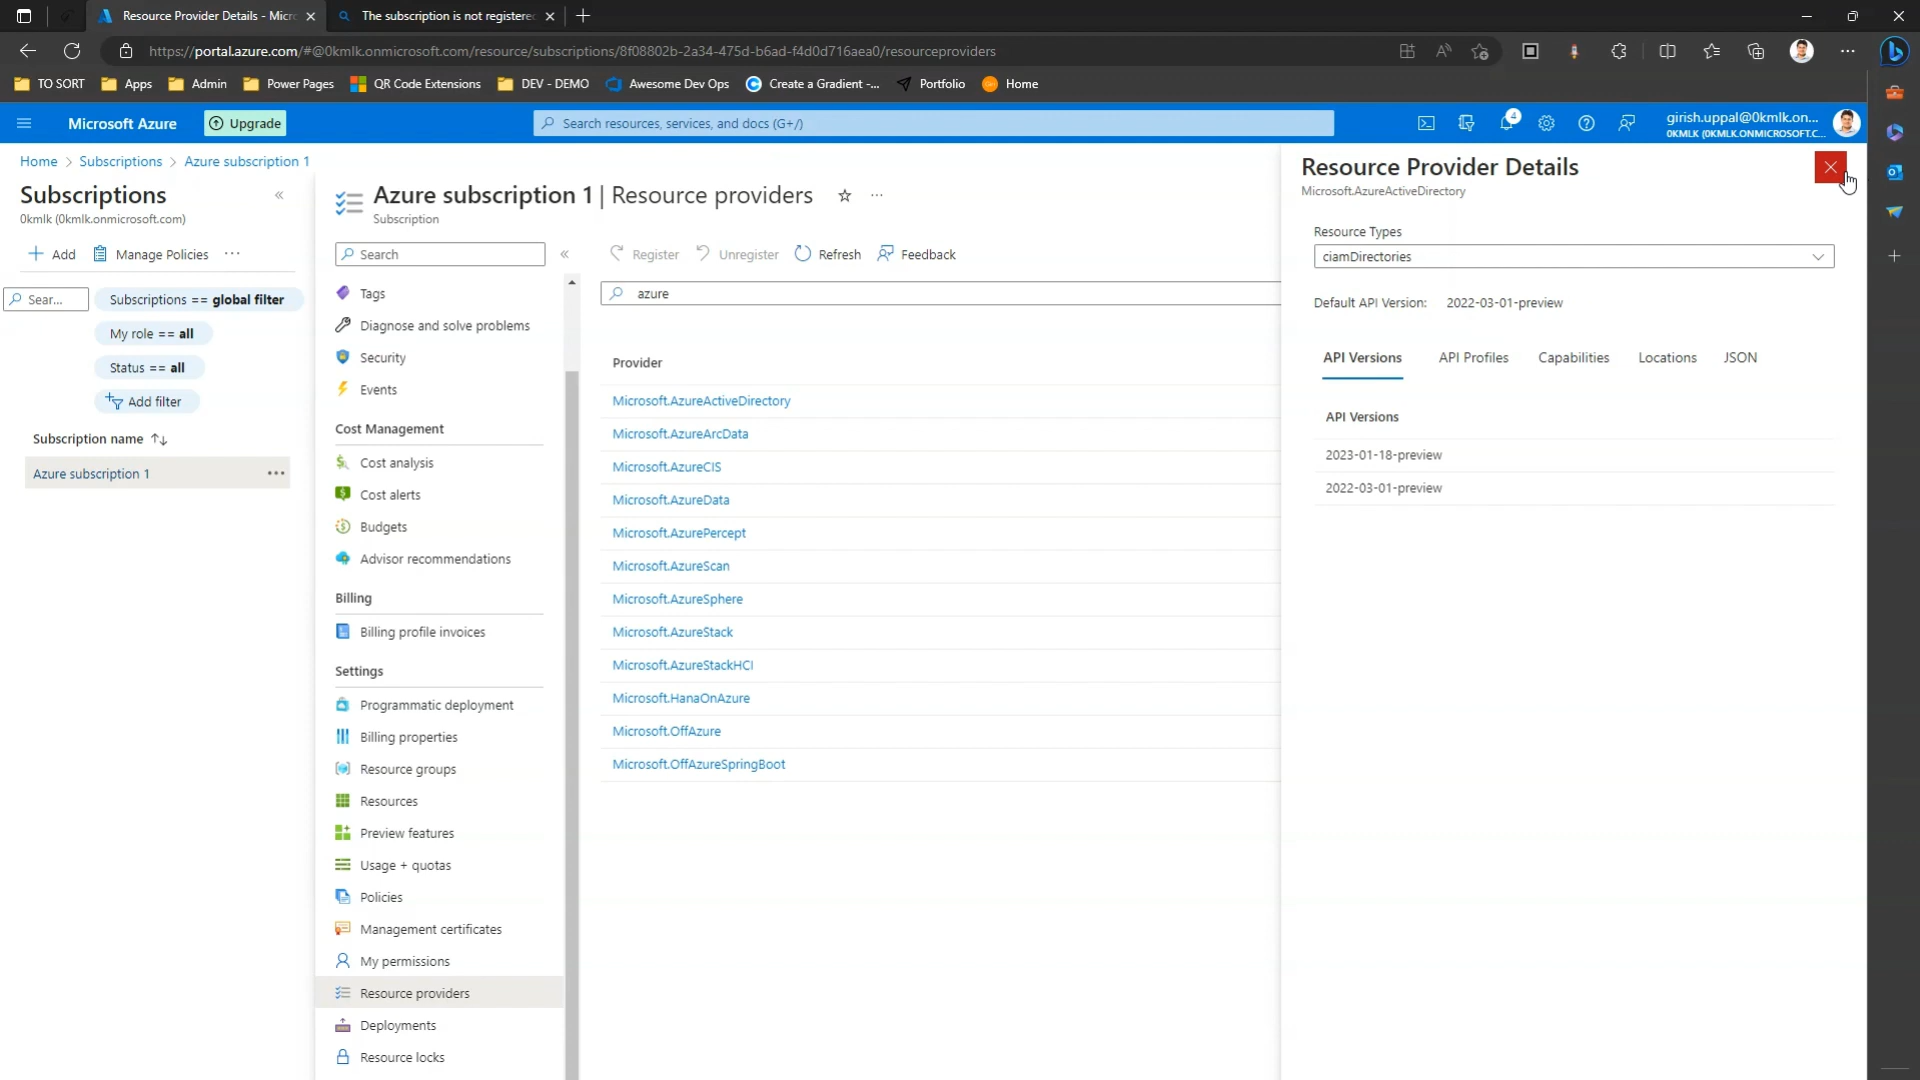 Resource Provider Details - Micr
The subscription is not registere
https://portal.azure.com/#@0kmlk.onmicrosoft.com/resource/subscriptions/8f08802b-2a34-475d-b6ad-f4d0d716aea0/resourceproviders
TO SORT
Apps
Admin
Power Pages
QR Code Extensions
DEV - DEMO
Awesome Dev Ops
Create a Gradient -...
Portfolio
Home
Microsoft Azure
Upgrade
Search resources, services, and docs (G+/)
4
girish.uppal@0kmlk.on...
0KMLK (0KMLK.ONMICROSOFT.C...
Home > Subscriptions > Azure subscription 1
Subscriptions
0kmlk (0kmlk.onmicrosoft.com)
Add
Manage Policies
Sear...
Subscriptions == global filter
My role == all
Status == all
Add filter
Subscription name
Azure subscription 1
Azure subscription 1 | Resource providers
Subscription
Search
Tags
Diagnose and solve problems
Security
Events
Cost Management
Cost analysis
Cost alerts
Budgets
Advisor recommendations
Billing
Billing profile invoices
Settings
Programmatic deployment
Billing properties
Resource groups
Resources
Preview features
Usage + quotas
Policies
Management certificates
My permissions
Resource providers
Deployments
Resource locks
Register
Unregister
Refresh
Feedback
azure
Provider
Microsoft.AzureActiveDirectory
Microsoft.AzureArcData
Microsoft.AzureCIS
Microsoft.AzureData
Microsoft.AzurePercept
Microsoft.AzureScan
Microsoft.AzureSphere
Microsoft.AzureStack
Microsoft.AzureStackHCI
Microsoft.HanaOnAzure
Microsoft.OffAzure
Microsoft.OffAzureSpringBoot
Resource Provider Details
Microsoft.AzureActiveDirectory
Resource Types
ciamDirectories
Default API Version: 2022-03-01-preview
API Versions
API Profiles
Capabilities
Locations
JSON
API Versions
2023-01-18-preview
2022-03-01-preview